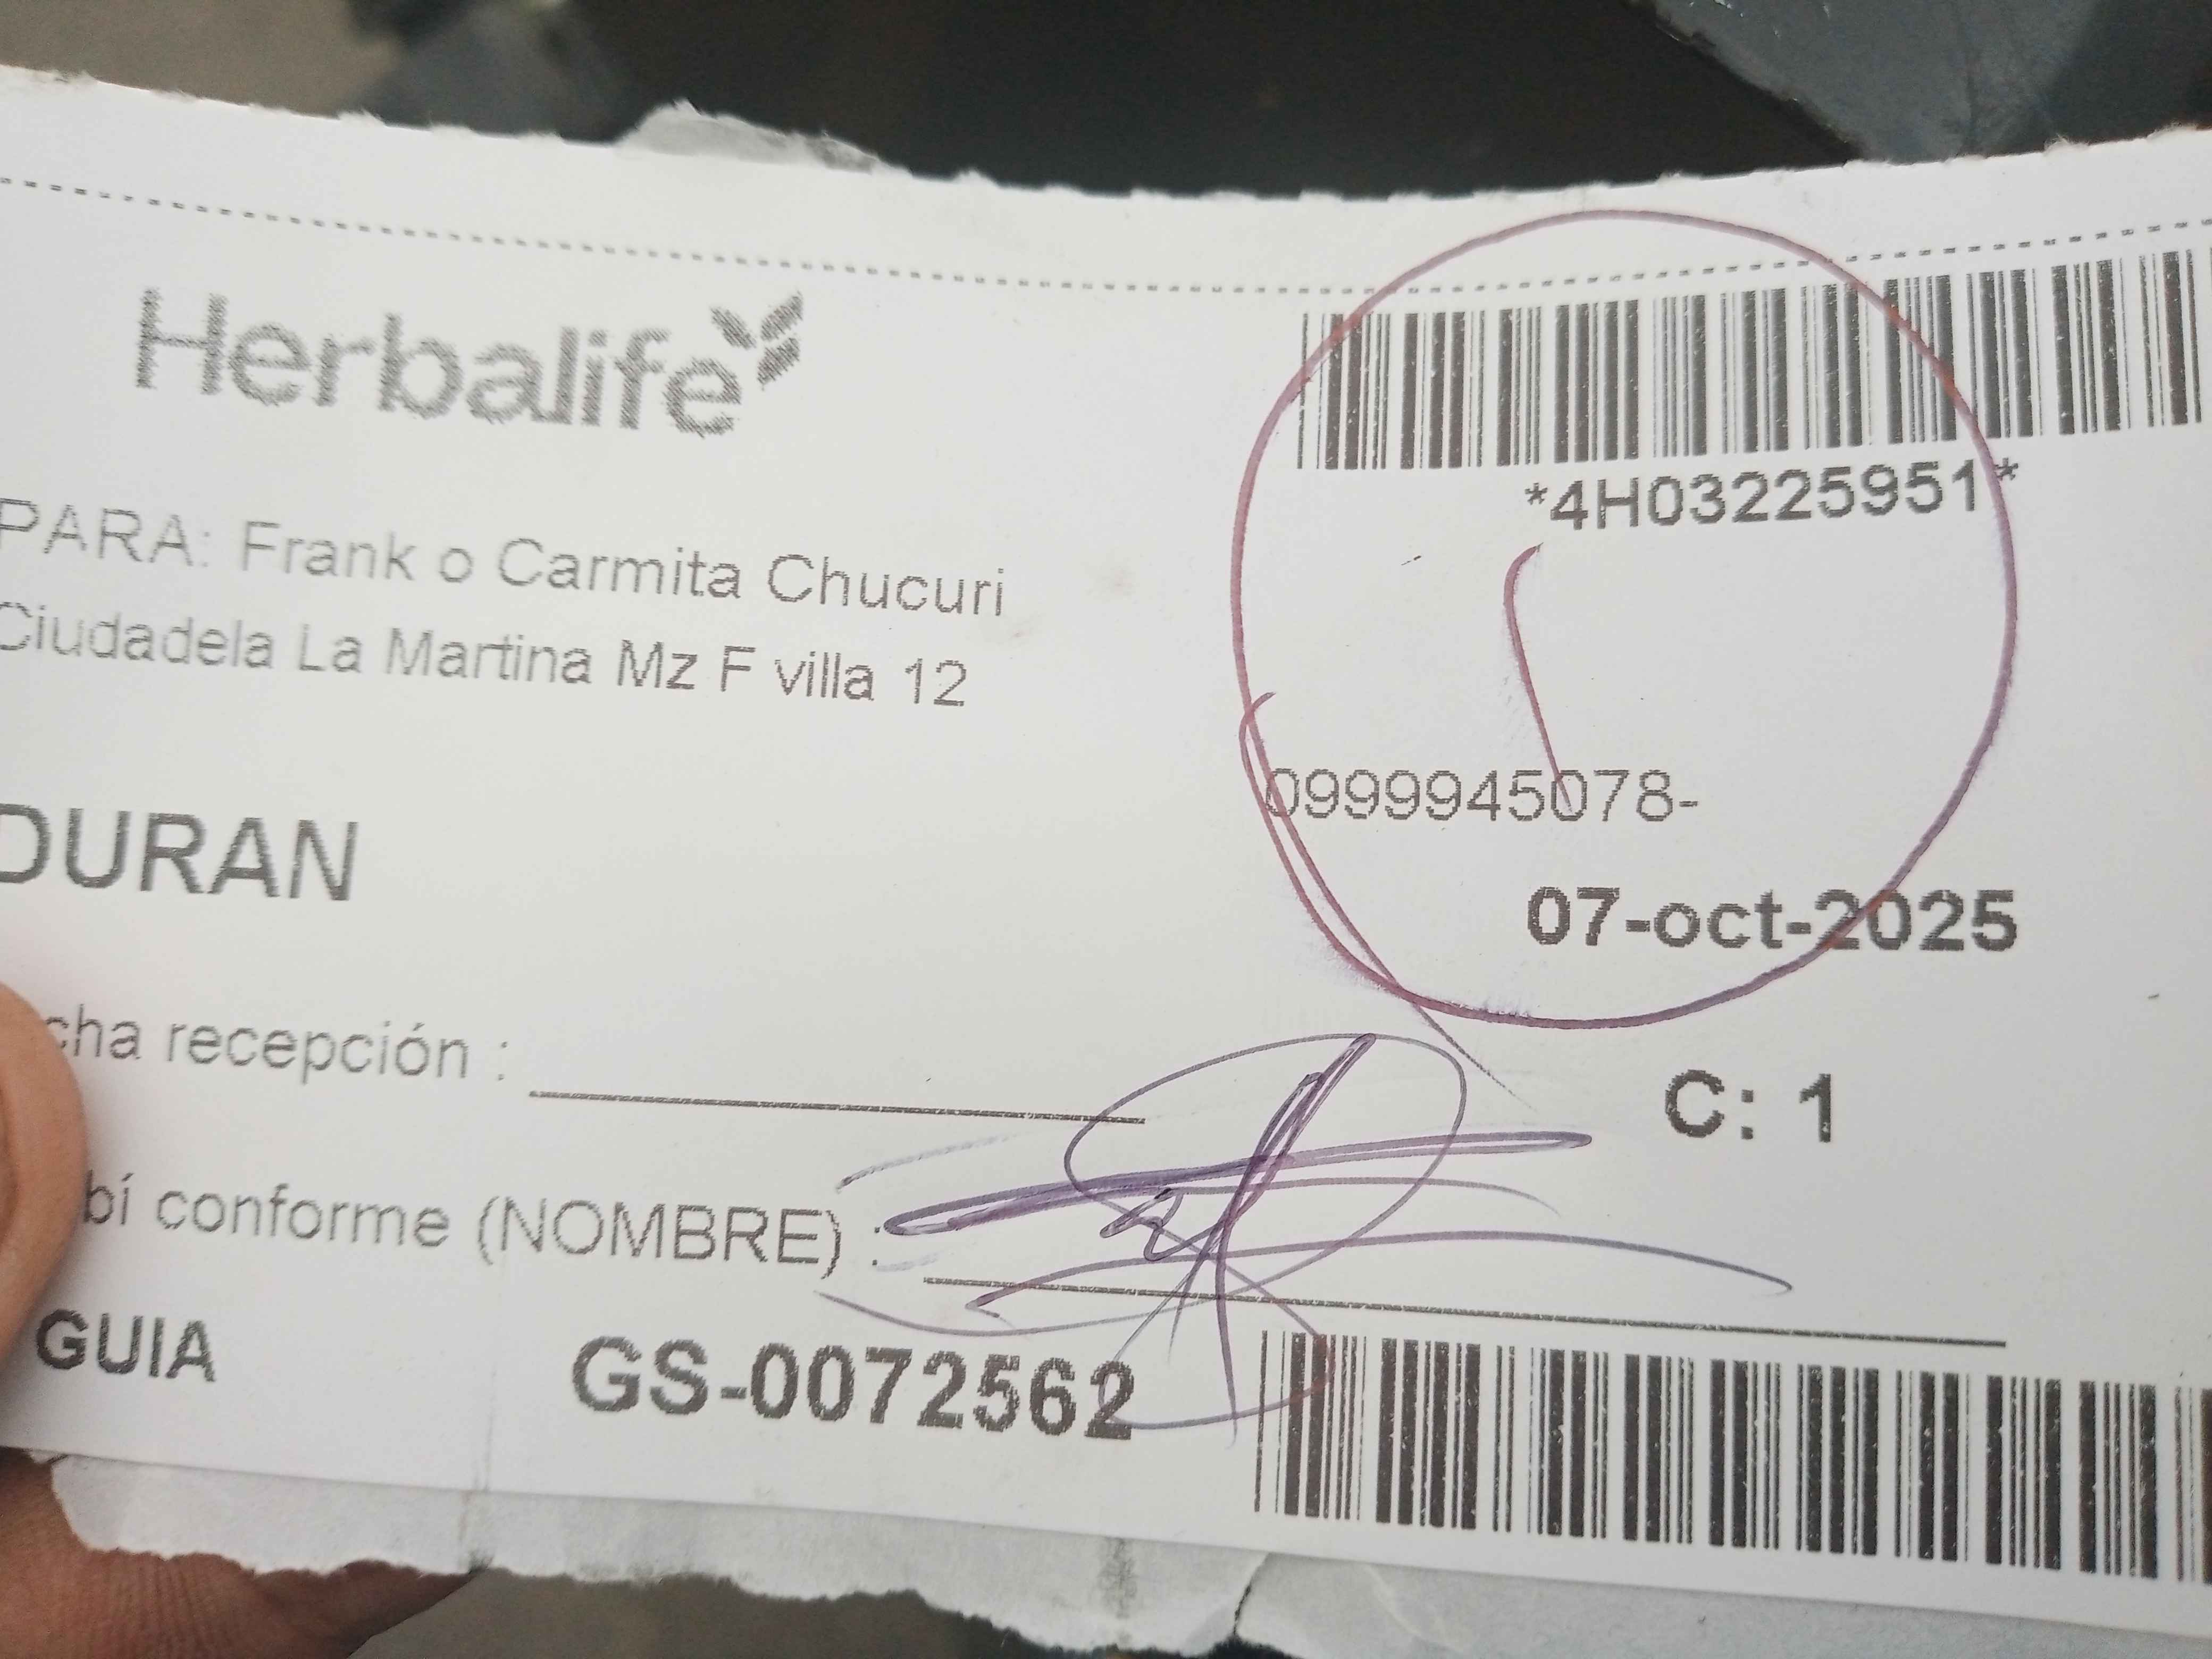 Herbalife
*4H03225951*
PARA: Frank o Carmita Chucuri
Ciudadela La Martina Mz F villa 12
0999945078-
DURAN
07-oct-2025
cha recepción :
C: 1
bí conforme (NOMBRE) :
GUIA GS-0072562